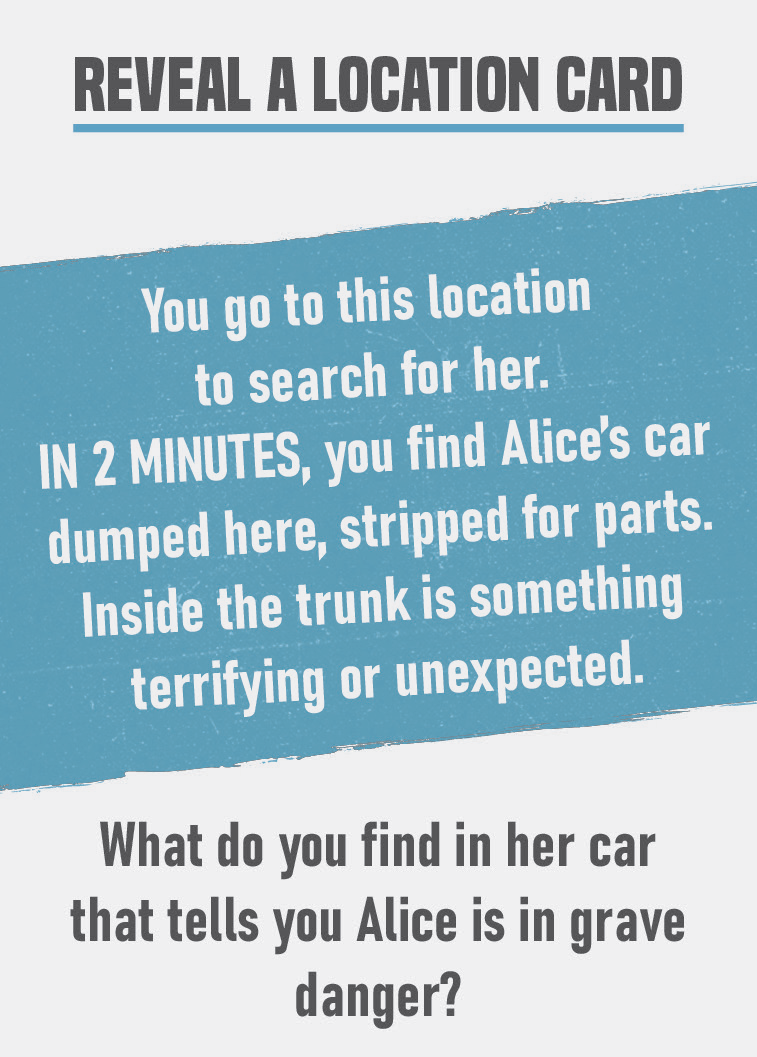 REVEAL A LOCATION CARD
You go to this location
to search for her.
IN 2 MINUTES, you find Alice’s car
dumped here, stripped for parts.
Inside the trunk is something
terrifying or unexpected.
What do you find in her car
that tells you Alice is in grave
danger?